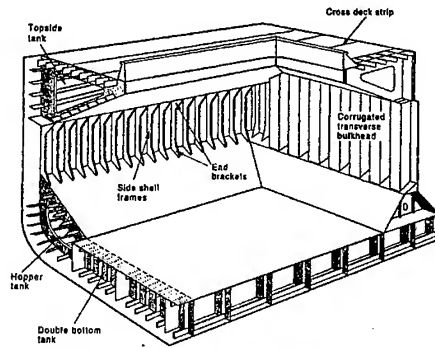 Cross deck strip
Topside
tank
Corrugated
transverse
bulkhead
End
brackets
Side shell
frames
Hopper
tank
Double bottom
tank